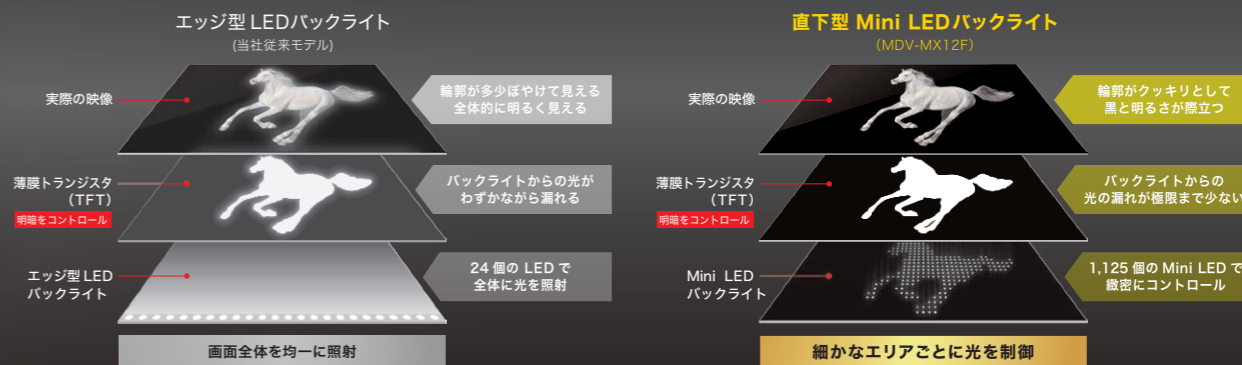 エッジ型 LEDバックライト
(当社従来モデル)
実際の映像
輪郭が多少ぼやけて見える
全体的に明るく見える
薄膜トランジスタ
（TFT）
明暗をコントロール
バックライトからの光が
わずかながら漏れる
エッジ型 LED
バックライト
24 個の LED で
全体に光を照射
画面全体を均一に照射
直下型 Mini LEDバックライト
（MDV-MX12F）
実際の映像
輪郭がクッキリとして
黒と明るさが際立つ
薄膜トランジスタ
（TFT）
明暗をコントロール
バックライトからの
光の漏れが極限まで少ない
Mini LED
バックライト
1,125 個の Mini LED で
緻密にコントロール
細かなエリアごとに光を制御